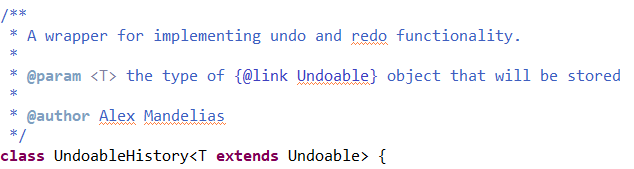 /**
 * A wrapper for implementing undo and redo functionality.
 *
 * @param <T> the type of {@link Undoable} object that will be stored
 *
 * @author Alex Mandelias
 */
class UndoableHistory<T extends Undoable> {